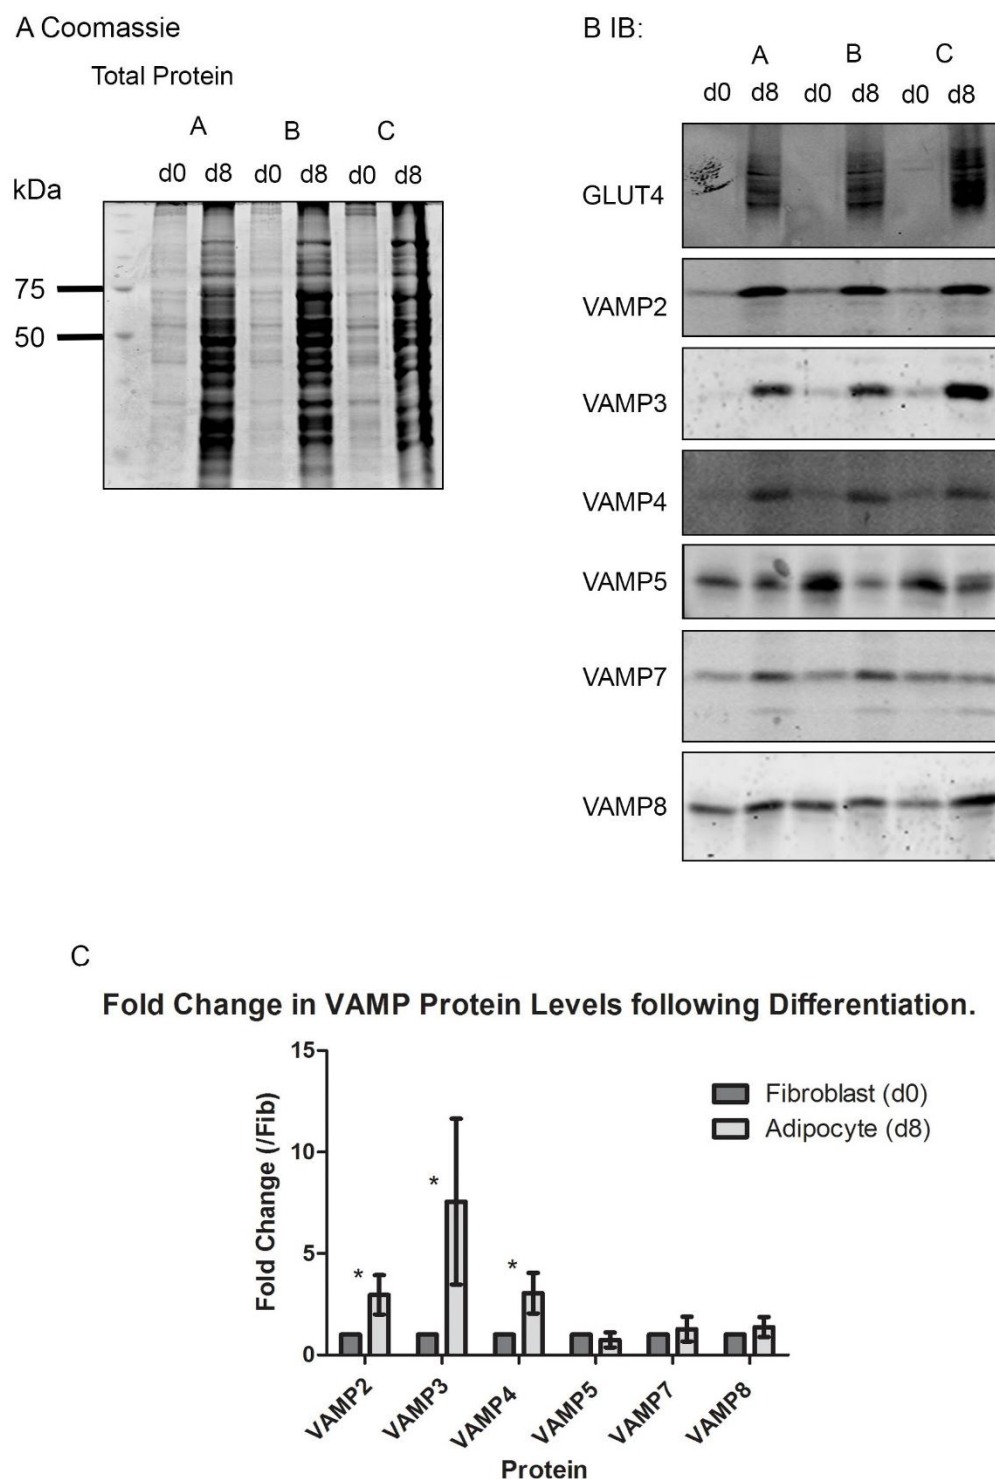 A Coomassie
Total Protein
A B C
d0 d8 d0 d8 d0 d8
kDa
75
50
B IB:
A B C
d0 d8 d0 d8 d0 d8
GLUT4
VAMP2
VAMP3
VAMP4
VAMP5
VAMP7
VAMP8
C
Fold Change in VAMP Protein Levels following Differentiation.
Fold Change (/Fib)
15
10
5
0
* * *
Fibroblast (d0)
Adipocyte (d8)
VAMP2 VAMP3 VAMP4 VAMP5 VAMP7 VAMP8
Protein